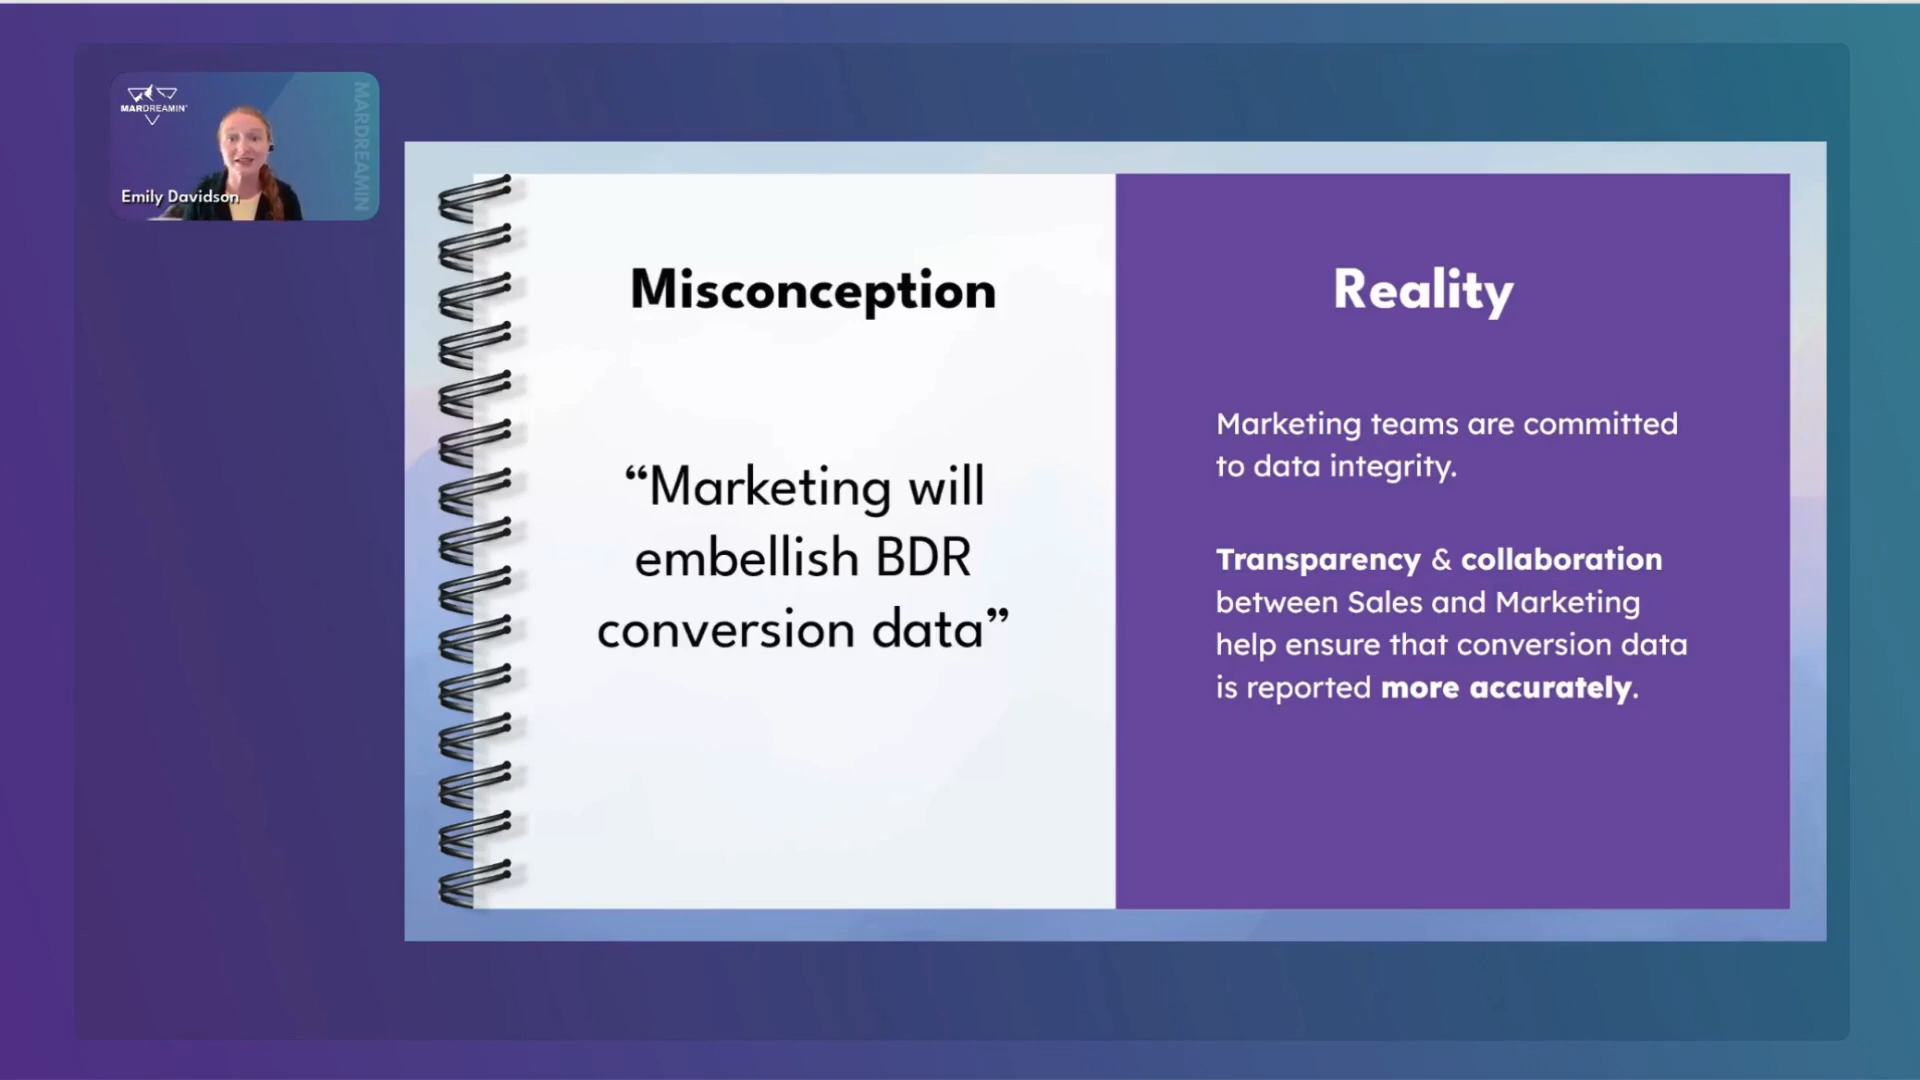 MARDREAMIN'
MARDREAMIN
Emily Davidson
Misconception
“Marketing will
embellish BDR
conversion data”
Reality
Marketing teams are committed
to data integrity.
Transparency & collaboration
between Sales and Marketing
help ensure that conversion data
is reported more accurately.